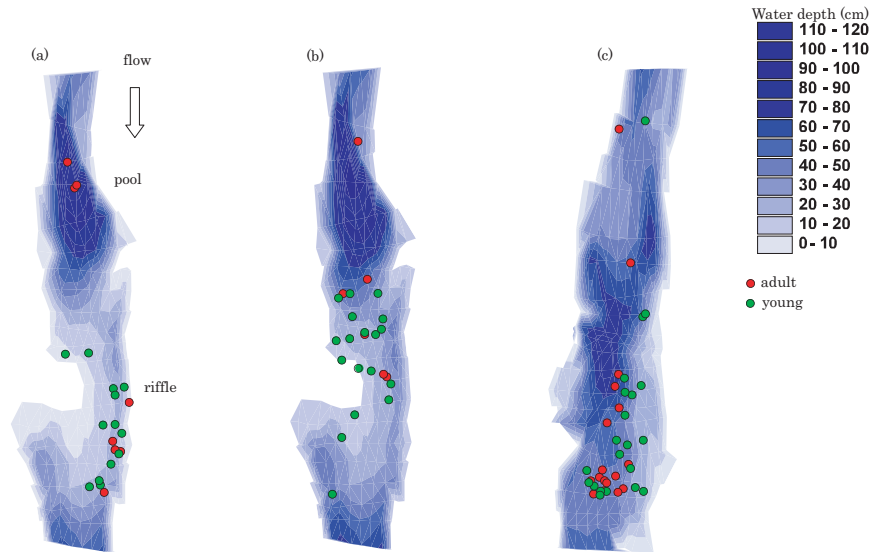 Water depth (cm)
110 - 120
100 - 110
90 - 100
80 - 90
70 - 80
60 - 70
50 - 60
40 - 50
30 - 40
20 - 30
10 - 20
0 - 10
adult
young
(a)
flow
pool
riffle
(b)
(c)